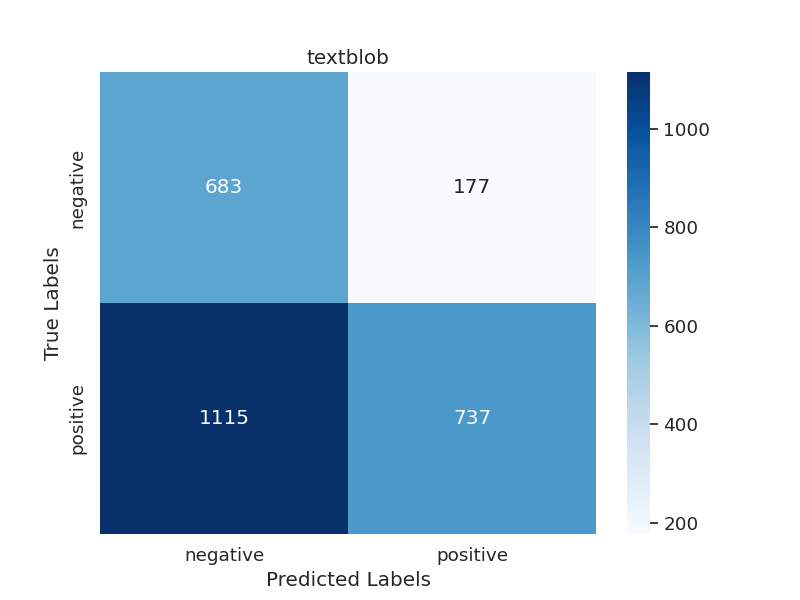 textblob
True Labels
negative
positive
683
177
1115
737
negative
positive
Predicted Labels
1000
800
600
400
200